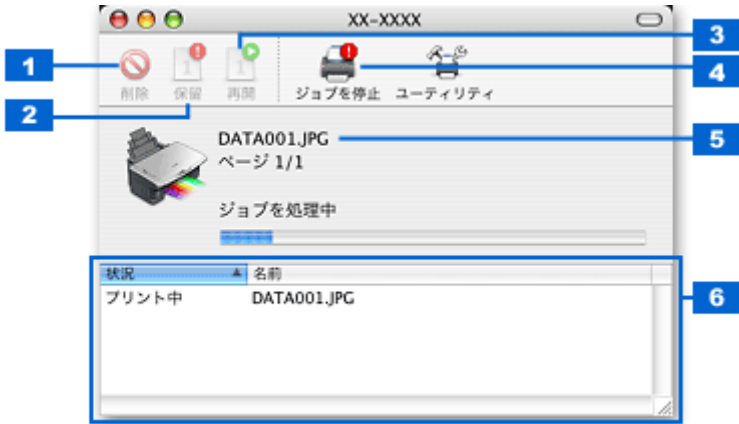 XX-XXXX
1
2
3
4
5
6
削除
保留
再開
ジョブを停止
ユーティリティ
DATA001.JPG
ページ 1/1
ジョブを処理中
状況 名前
プリント中 DATA001.JPG